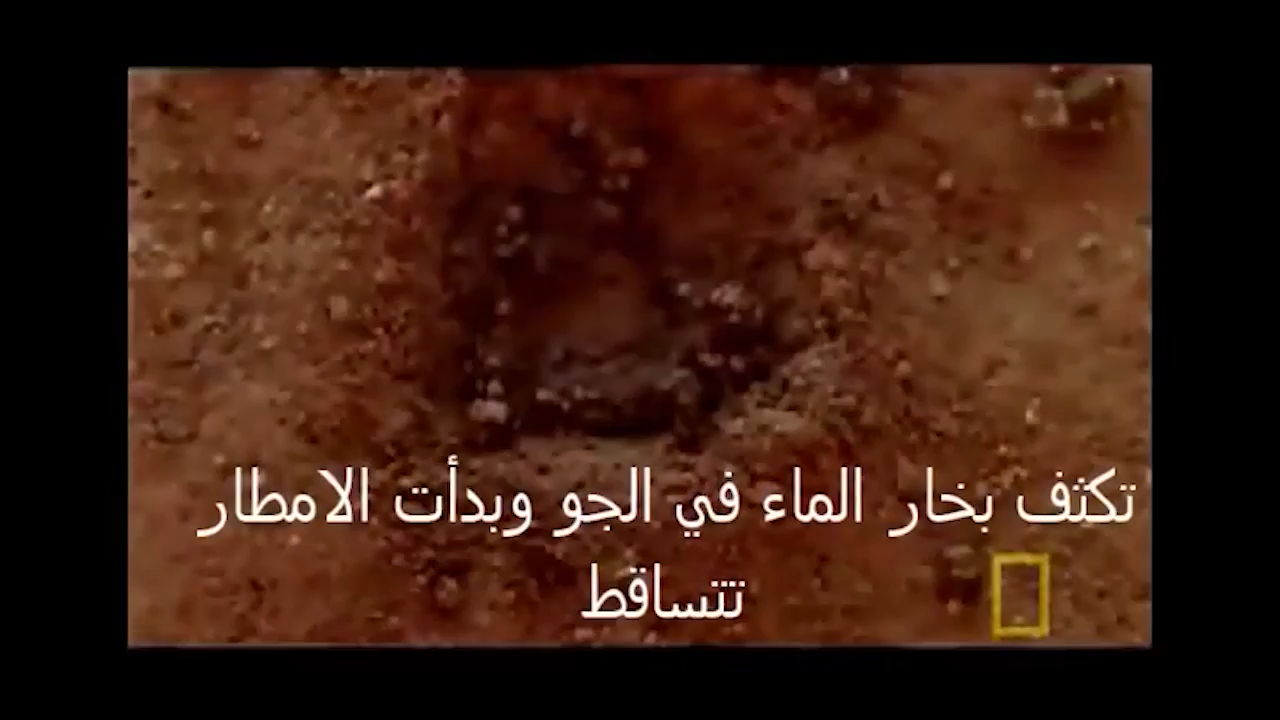 تكثف بخار الماء في الجو وبدأت الامطار
تتساقط